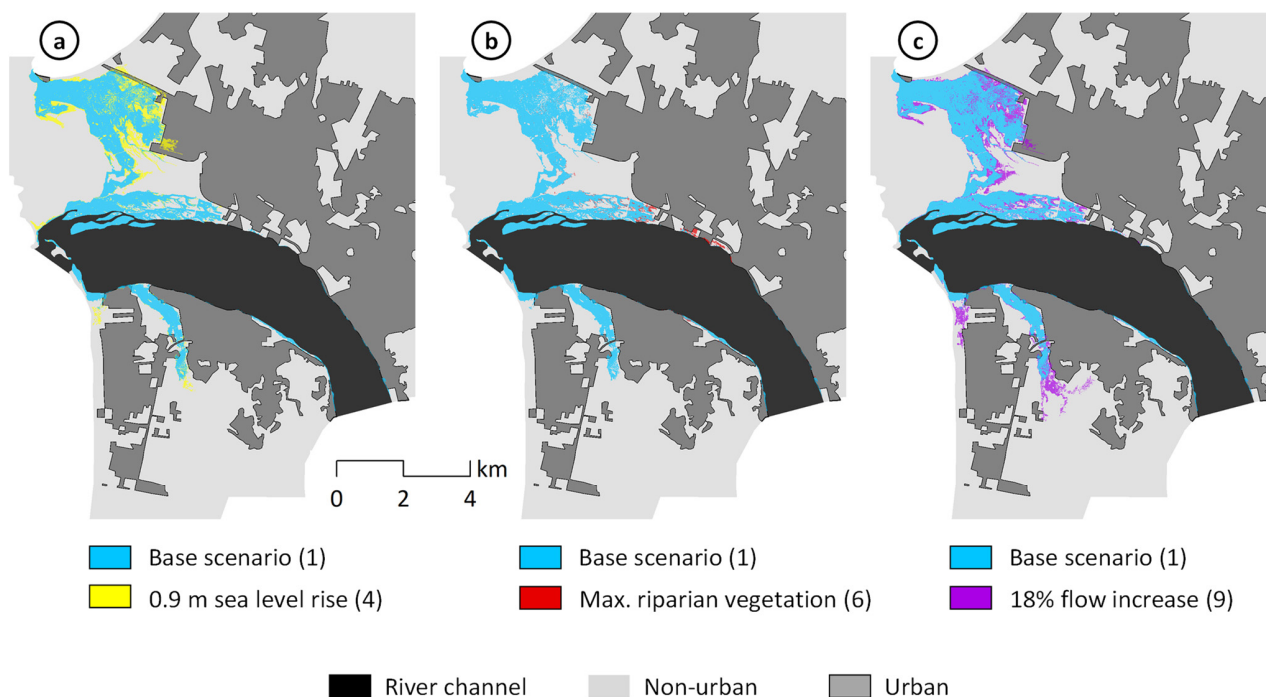 a
b
c
km
0 2 4
Base scenario (1)
0.9 m sea level rise (4)
Base scenario (1)
Max. riparian vegetation (6)
Base scenario (1)
18% flow increase (9)
River channel
Non-urban
Urban